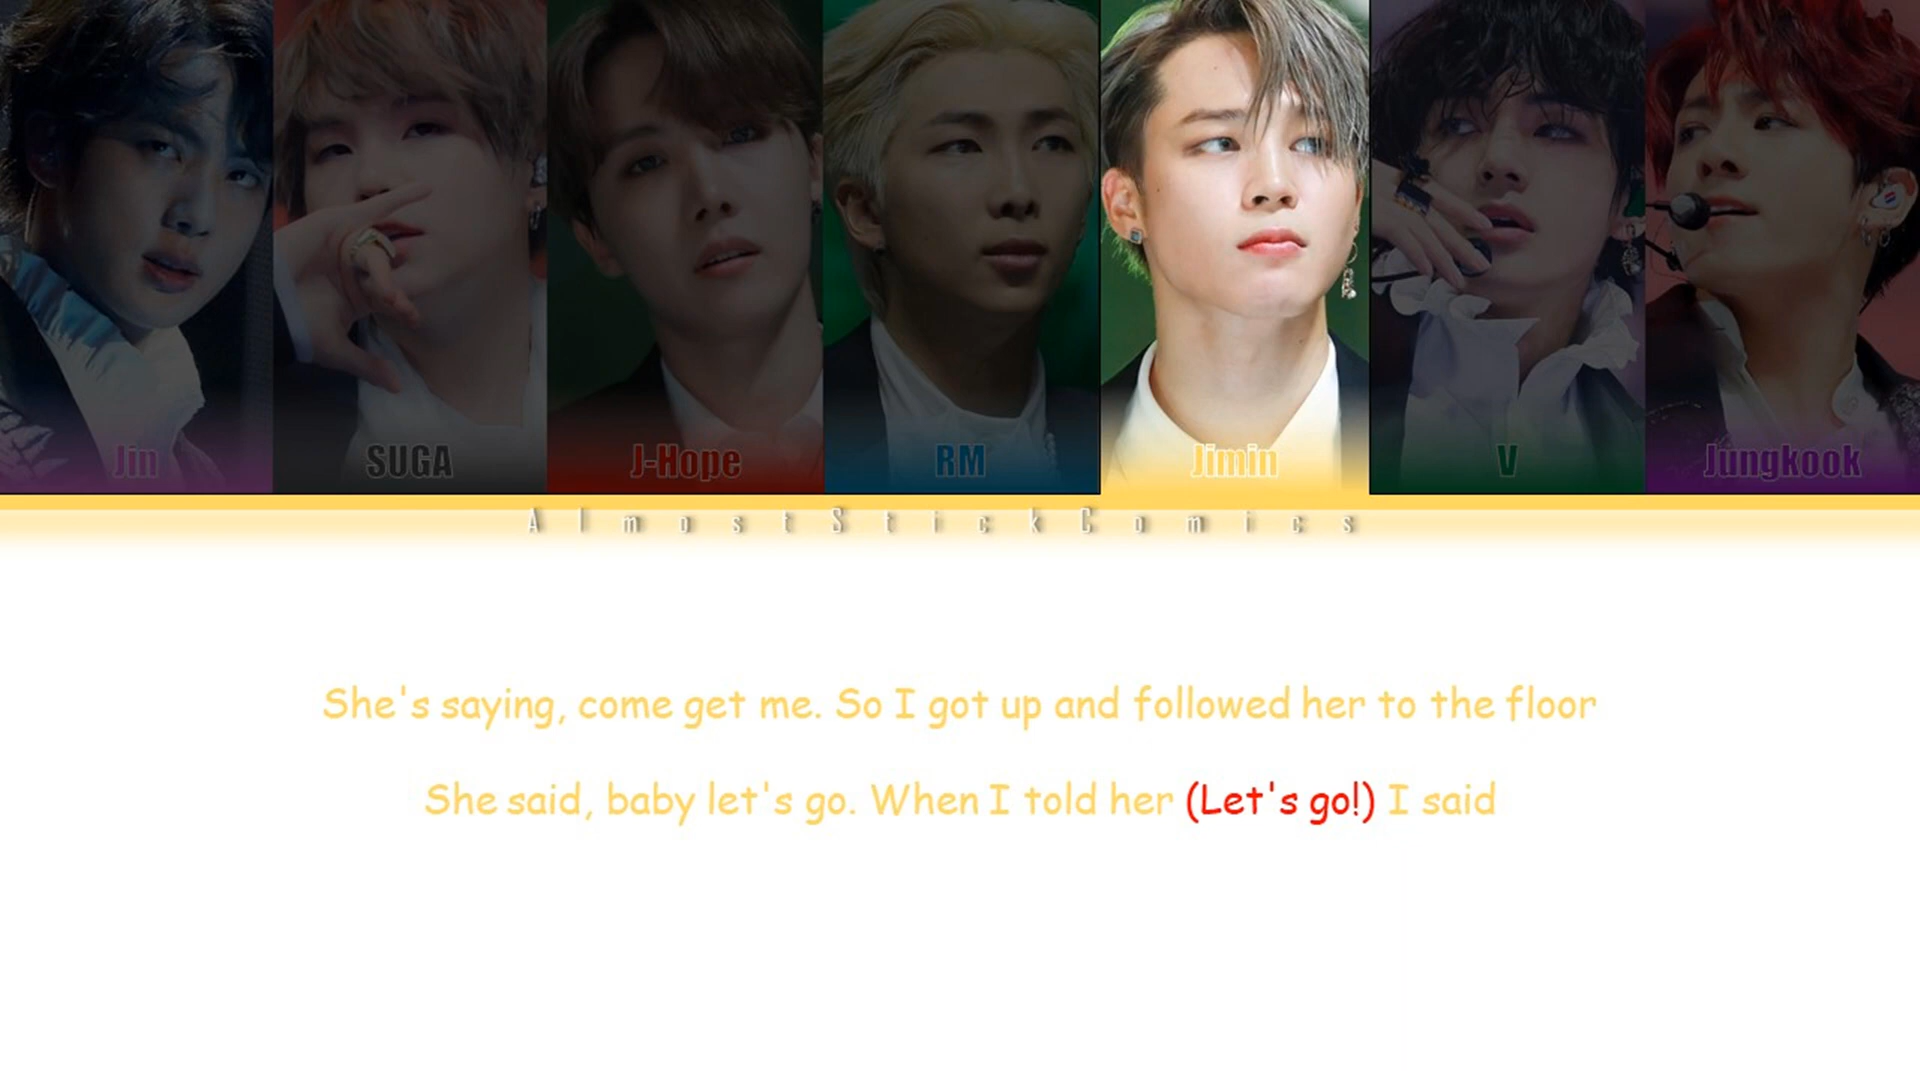 Jin SUGA J-Hope RM Jimin V Jungkook
AlmostStickComics
She's saying, come get me. So I got up and followed her to the floor
She said, baby let's go. When I told her (Let's go!) I said